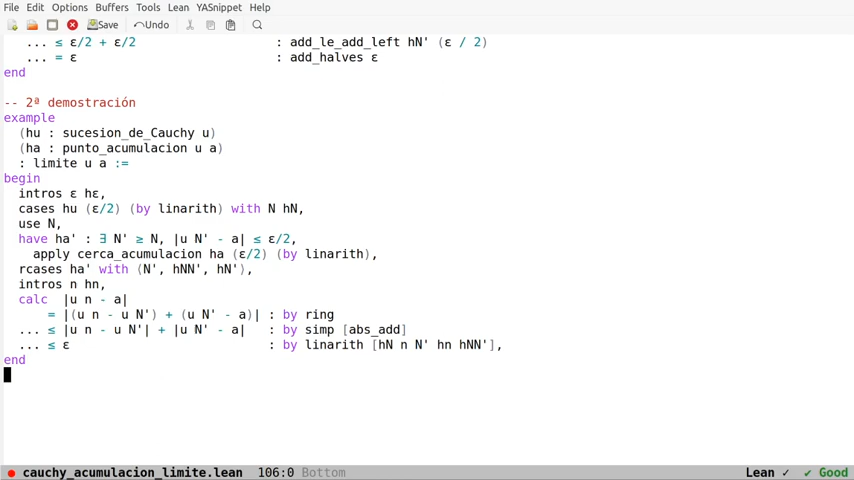 File Edit Options Buffers Tools Lean YASnippet Help
Save Undo
... ≤ ε/2 + ε/2 : add_le_add_left hN' (ε / 2)
... = ε : add_halves ε
end
-- 2ª demostración
example
(hu : sucesion_de_Cauchy u)
(ha : punto_acumulacion u a)
: limite u a :=
begin
intros ε hε,
cases hu (ε/2) (by linarith) with N hN,
use N,
have ha' : ∃ N' ≥ N, |u N' - a| ≤ ε/2,
apply cerca_acumulacion ha (ε/2) (by linarith),
rcases ha' with ⟨N', hNN', hN'⟩,
intros n hn,
calc |u n - a|
= |(u n - u N') + (u N' - a)| : by ring
... ≤ |u n - u N'| + |u N' - a| : by simp [abs_add]
... ≤ ε : by linarith [hN n N' hn hNN'],
end
cauchy_acumulacion_limite.lean 126:0 Bottom Lean ✓ ✔ Good